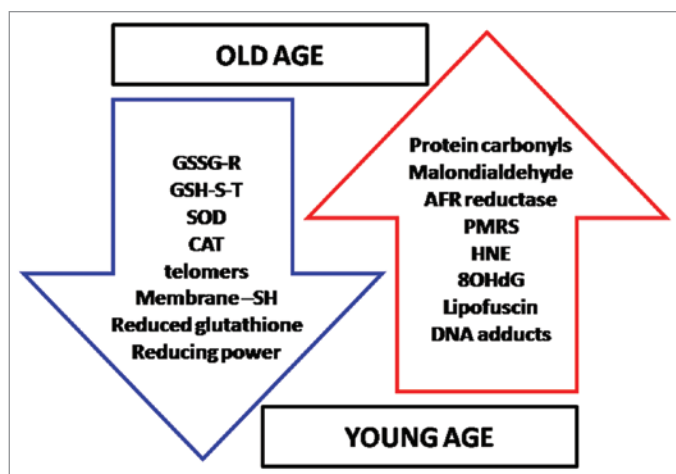 OLD AGE
GSSG-R
GSH-S-T
SOD
CAT
telomers
Membrane –SH
Reduced glutathione
Reducing power
Protein carbonyls
Malondialdehyde
AFR reductase
PMRS
HNE
8OHdG
Lipofuscin
DNA adducts
YOUNG AGE